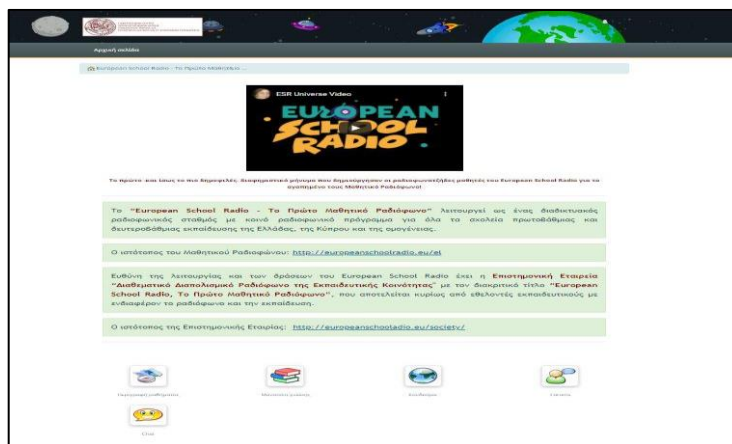 Αρχική σελίδα
European School Radio - Το Πρώτο Μαθητικό ...
ESR Universe Video
EUROPEAN
SCHOOL
RADIO
Το πρώτο και ίσως το πιο δημοφιλές, διαφημιστικό μήνυμα που δημιούργησαν οι ραδιοφωνατζήδες μαθητές του European School Radio για το
αγαπημένο τους Μαθητικό Ραδιόφωνο!
Το "European School Radio - Το Πρώτο Μαθητικό Ραδιόφωνο" λειτουργεί ως ένας διαδικτυακός
ραδιοφωνικός σταθμός με κοινό ραδιοφωνικό πρόγραμμα για όλα τα σχολεία πρωτοβάθμιας και
δευτεροβάθμιας εκπαίδευσης της Ελλάδας, της Κύπρου και της ομογένειας.
Ο ιστότοπος του Μαθητικού Ραδιοφώνου: http://europeanschoolradio.eu/el
Ευθύνη της λειτουργίας και των δράσεων του European School Radio έχει η Επιστημονική Εταιρεία
"Διαθεματικό Διαπολισμικό Ραδιόφωνο της Εκπαιδευτικής Κοινότητας" με τον διακριτικό τίτλο "European
School Radio, Το Πρώτο Μαθητικό Ραδιόφωνο", που αποτελείται κυρίως από εθελοντές εκπαιδευτικούς με
ενδιαφέρον το ραδιόφωνο και την εκπαίδευση.
Ο ιστότοπος της Επιστημονικής Εταιρίας: http://europeanschoolradio.eu/society/
Περιγραφή μαθήματος
Σύνδεσμοι